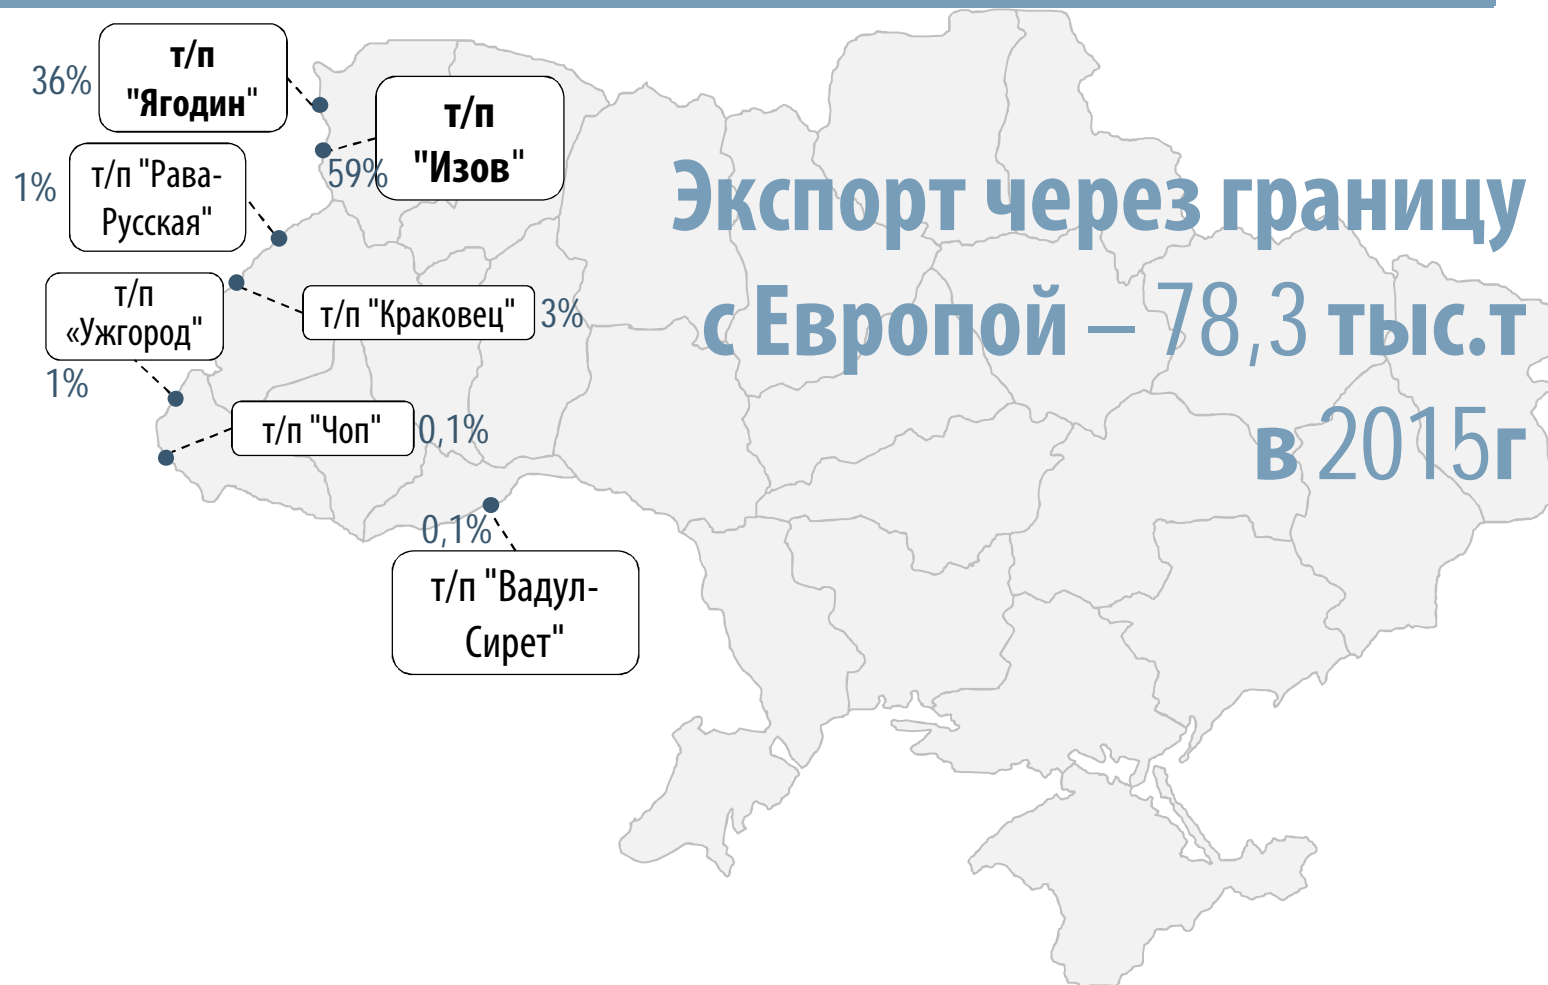 т/п
"Ягодин"
36%
т/п
"Изов"
59%
т/п "Рава-
Русская"
1%
Экспорт через границу
с Европой – 78,3 тыс.т
в 2015г
т/п
«Ужгород"
1%
т/п "Краковец"
3%
т/п "Чоп"
0,1%
0,1%
т/п "Вадул-
Сирет"